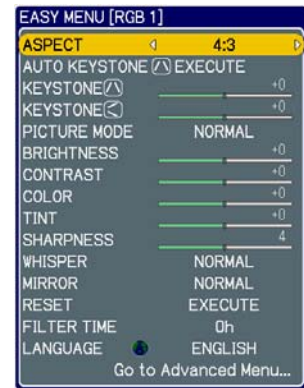 EASY MENU [RGB 1]
ASPECT 4:3
AUTO KEYSTONE EXECUTE
KEYSTONE +0
KEYSTONE +0
PICTURE MODE NORMAL
BRIGHTNESS +0
CONTRAST +0
COLOR +0
TINT +0
SHARPNESS 4
WHISPER NORMAL
MIRROR NORMAL
RESET EXECUTE
FILTER TIME 0h
LANGUAGE ENGLISH
Go to Advanced Menu...